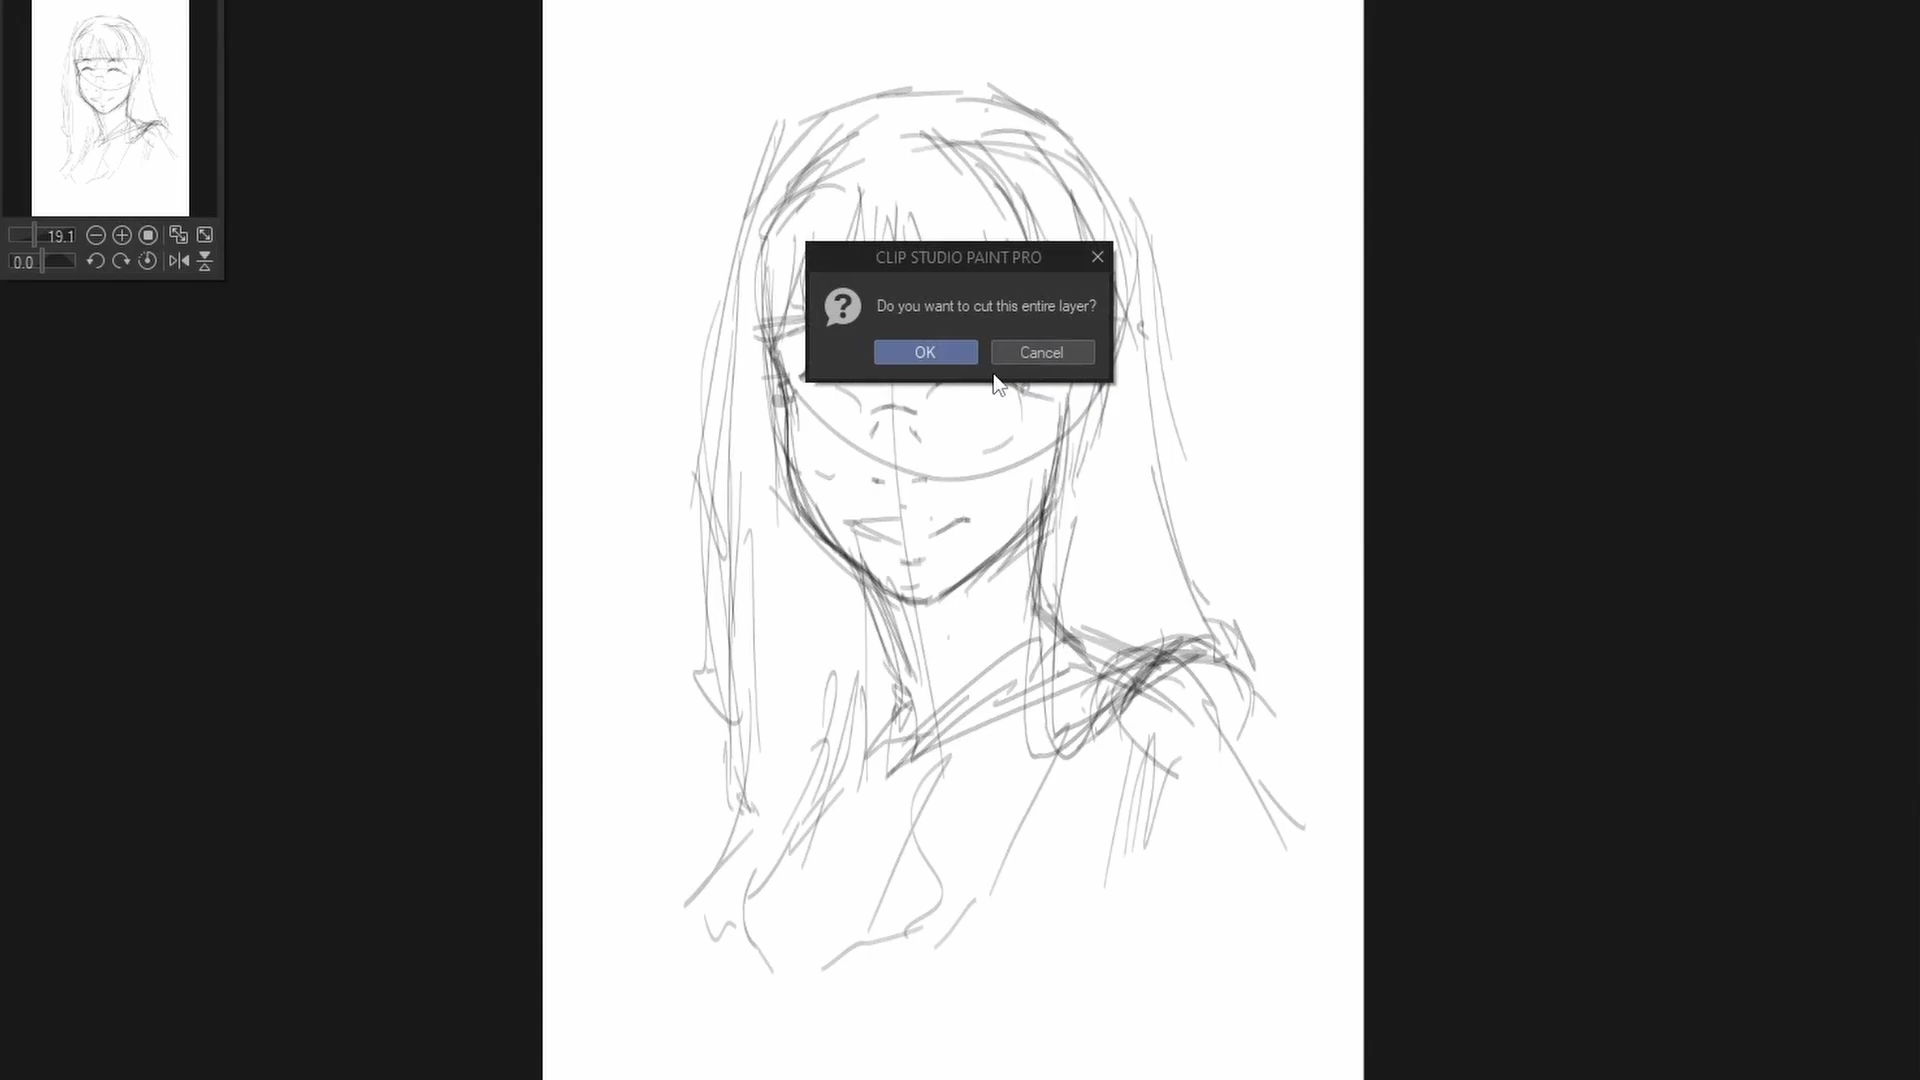 19.1
0.0
CLIP STUDIO PAINT PRO
Do you want to cut this entire layer?
OK
Cancel